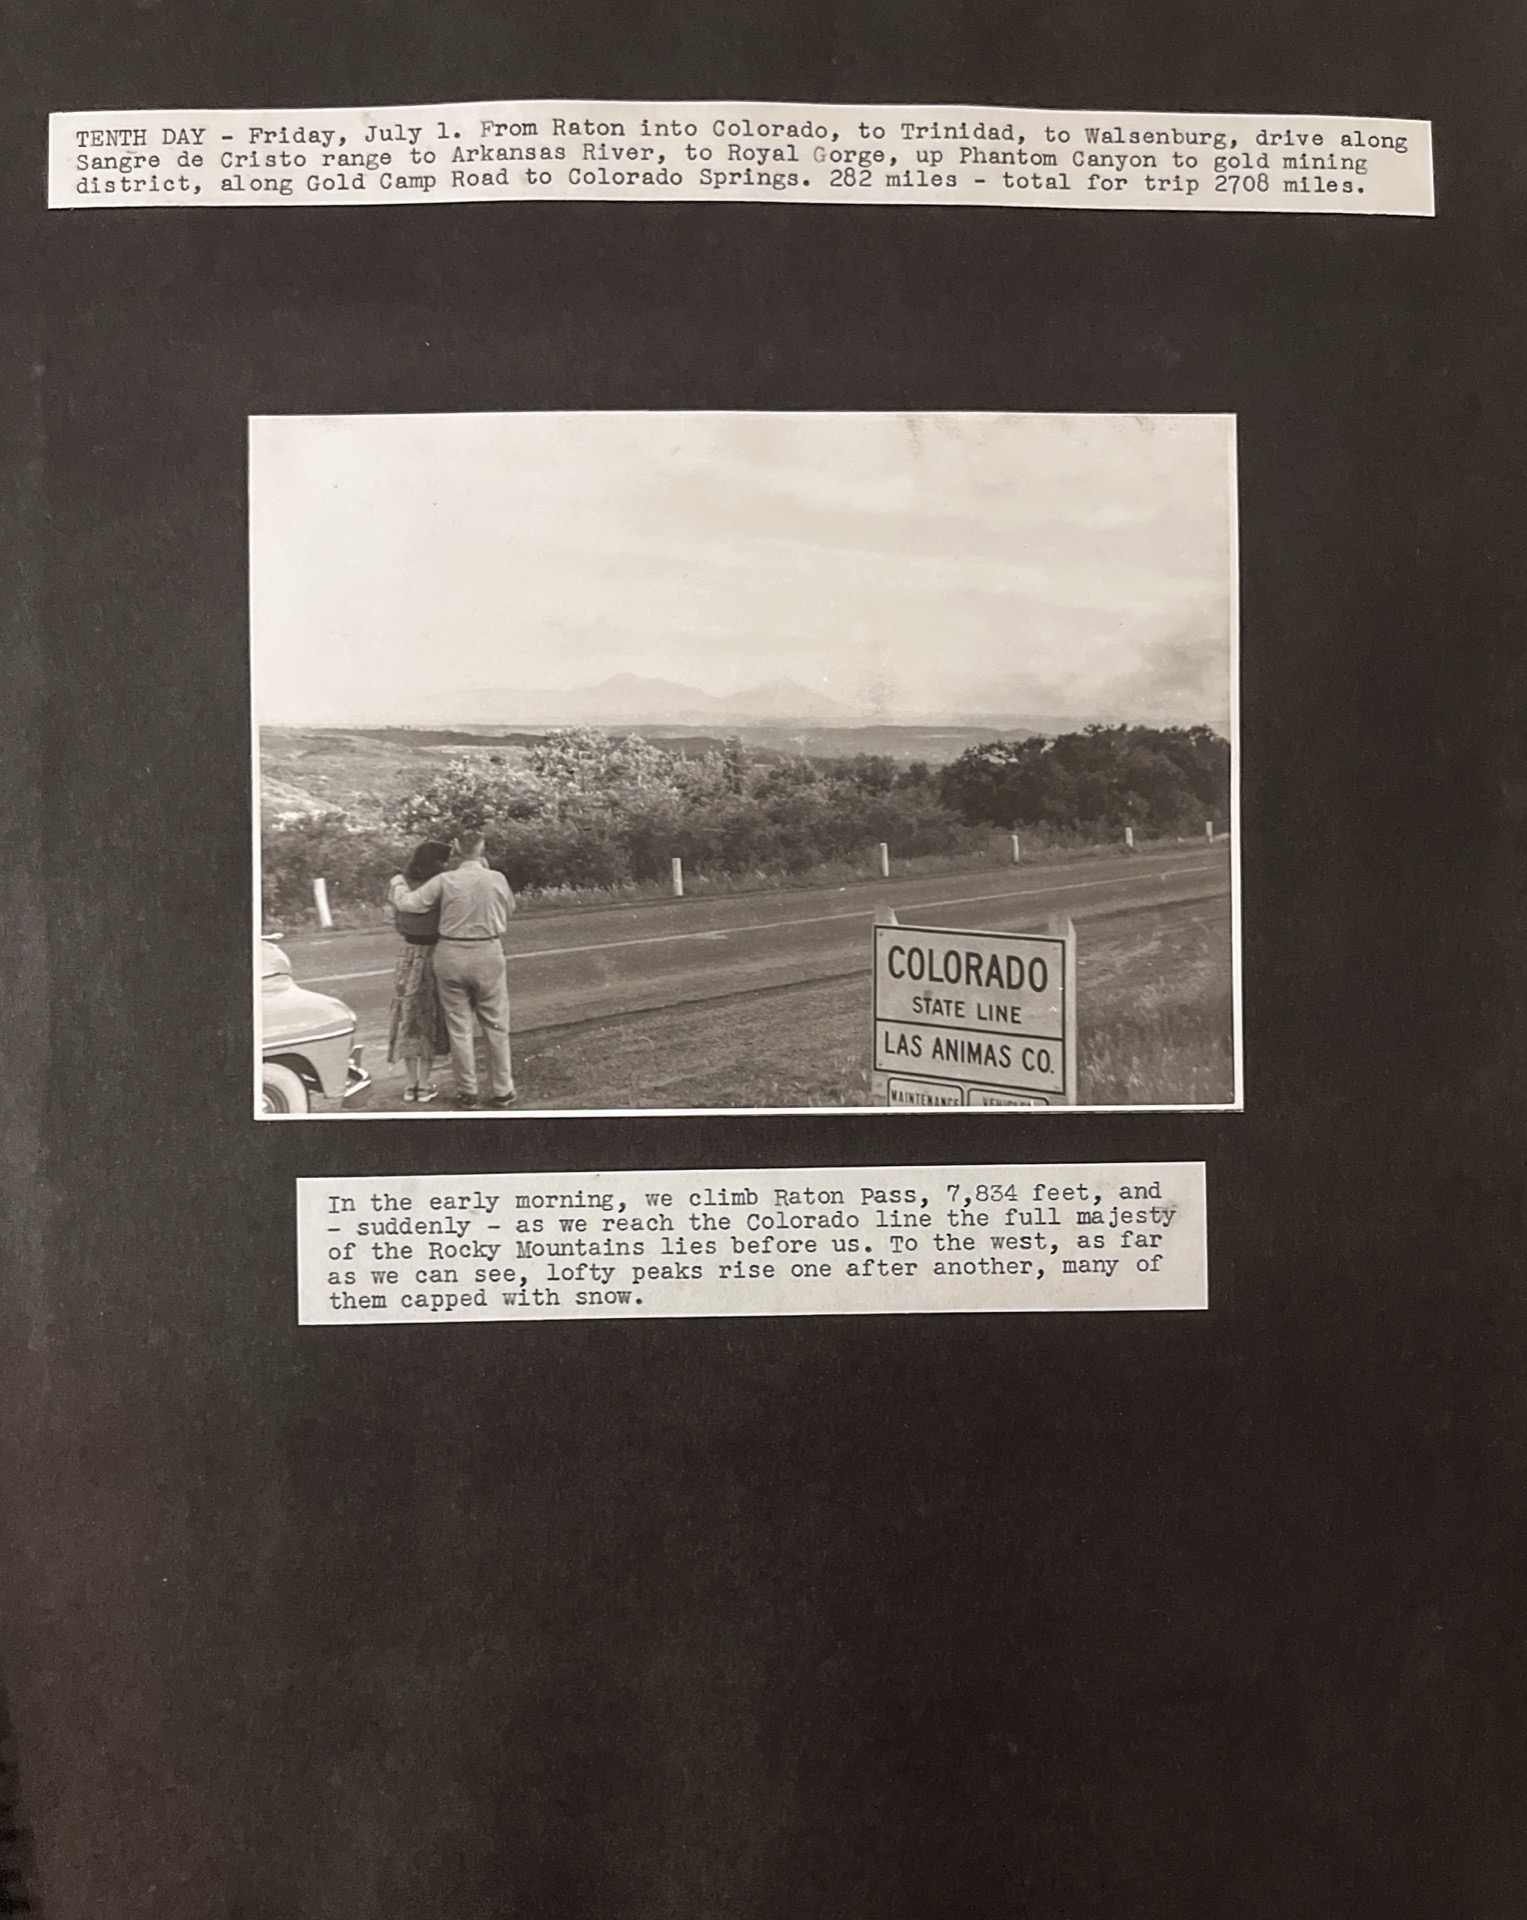 TENTH DAY - Friday, July 1. From Raton into Colorado, to Trinidad, to Walsenburg, drive along
Sangre de Cristo range to Arkansas River, to Royal Gorge, up Phantom Canyon to gold mining
district, along Gold Camp Road to Colorado Springs. 282 miles - total for trip 2708 miles.
COLORADO
STATE LINE
LAS ANIMAS CO.
MAINTENANCE
In the early morning, we climb Raton Pass, 7,834 feet, and
- suddenly - as we reach the Colorado line the full majesty
of the Rocky Mountains lies before us. To the west, as far
as we can see, lofty peaks rise one after another, many of
them capped with snow.